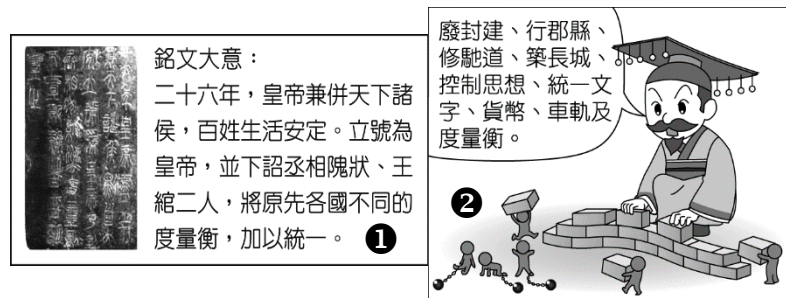 銘文大意：
二十六年，皇帝兼併天下諸
侯，百姓生活安定。立號為
皇帝，並下詔丞相隗狀、王
綰二人，將原先各國不同的
度量衡，加以統一。 ❶
廢封建、行郡縣、
修馳道、築長城、
控制思想、統一文
字、貨幣、車軌及
度量衡。
❷